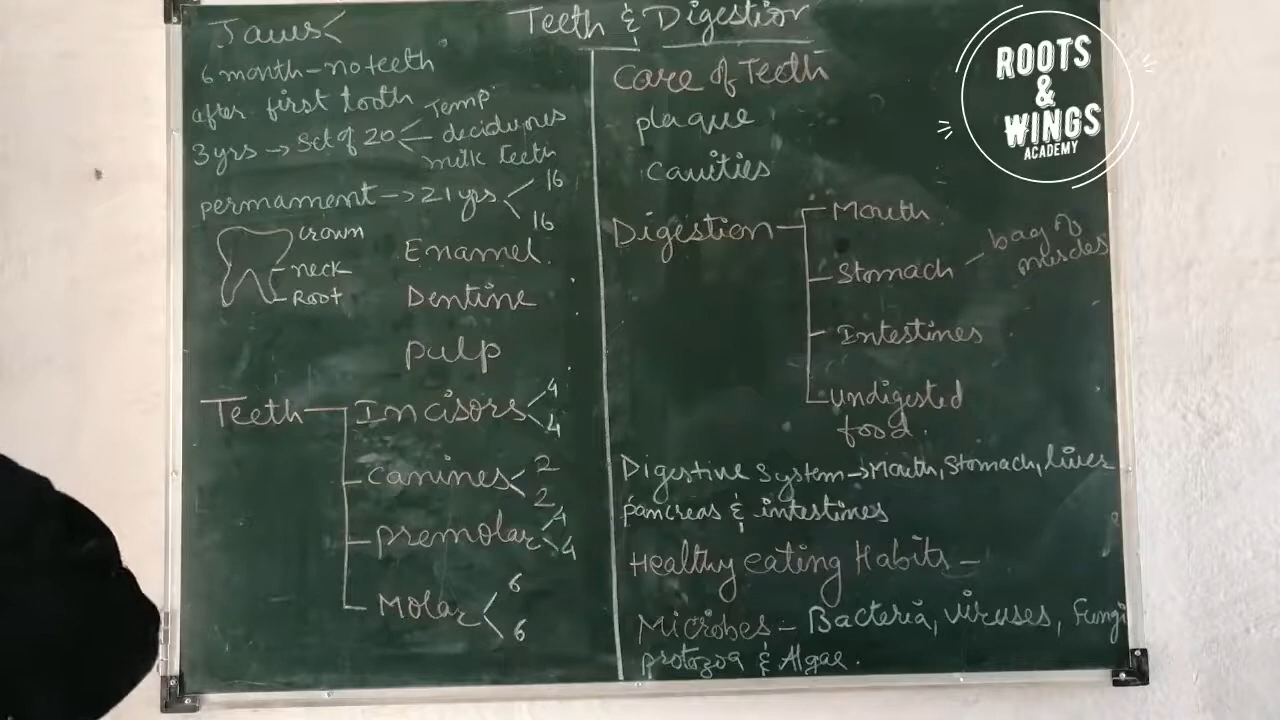 Teeth & Digestion
Jaws
6 month - no teeth
after first tooth
3yrs → Set of 20
Temp.
deciduous
milk teeth
permament → 21 yrs
16
16
crown
neck
Root
Enamel
Dentine
pulp
Teeth
Incisors
4
4
canines
2
2
premolar
4
4
Molar
6
6
Care of Teeth
plaque
cavities
Digestion
Mouth
Stomach - bag of
muscles
Intestines
undigested
food.
Digestive System → Mouth, Stomach, liver
pancreas & intestines
Healthy eating Habits -
Microbes - Bacteria, viruses, Fungi
protozoa & Algae.
ROOTS
&
WINGS
ACADEMY